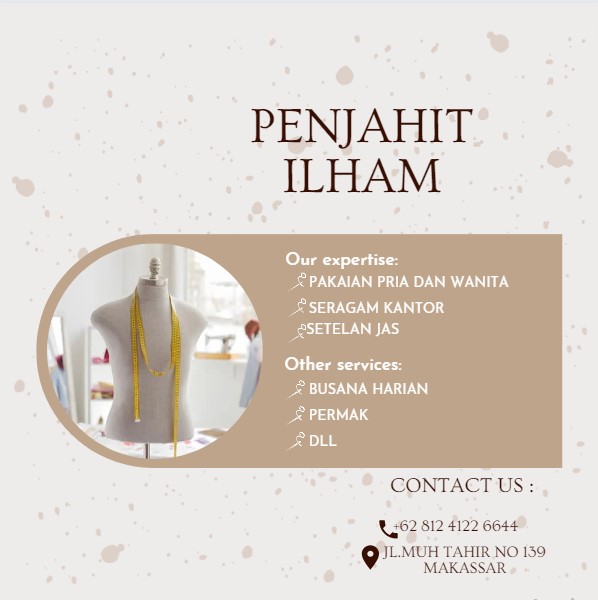 PENJAHIT
ILHAM
Our expertise:
PAKAIAN PRIA DAN WANITA
SERAGAM KANTOR
SETELAN JAS
Other services:
BUSANA HARIAN
PERMAK
DLL
CONTACT US :
+62 812 4122 6644
JL.MUH TAHIR NO 139
MAKASSAR